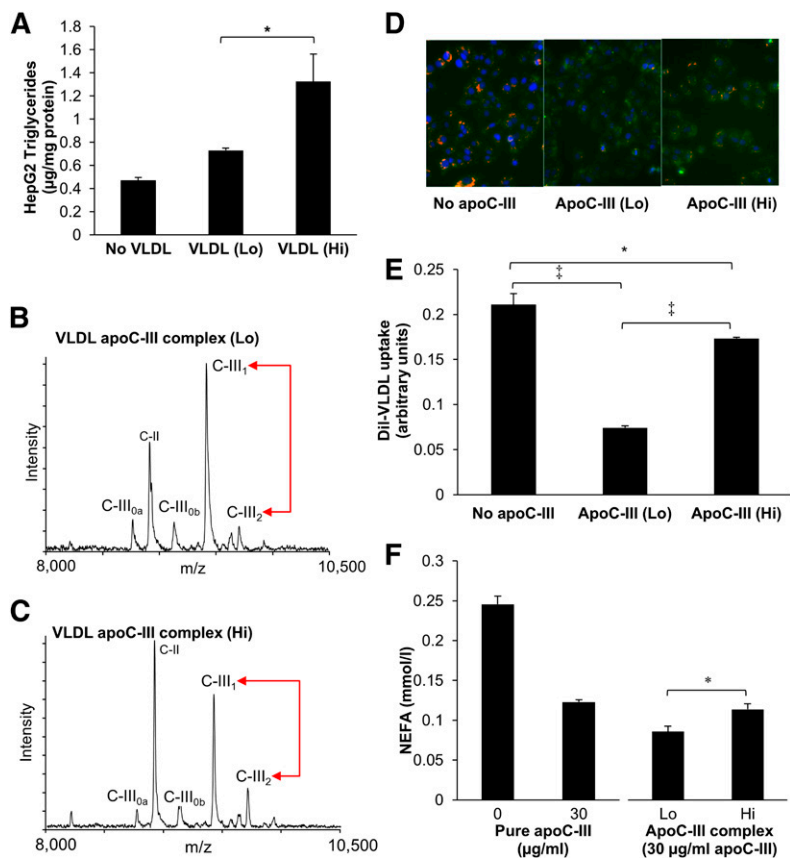 A
*
HepG2 Triglycerides
(µg/mg protein)
1.8
1.6
1.4
1.2
1
0.8
0.6
0.4
0.2
0
No VLDL VLDL (Lo) VLDL (Hi)
B
VLDL apoC-III complex (Lo)
C-III1
C-II
C-III0a
C-III0b
C-III2
Intensity
8,000 m/z 10,500
C
VLDL apoC-III complex (Hi)
C-II
C-III1
C-III2
C-III0a
C-III0b
Intensity
8,000 m/z 10,500
D
No apoC-III ApoC-III (Lo) ApoC-III (Hi)
E
*
‡
‡
DiI-VLDL uptake
(arbitrary units)
0.25
0.2
0.15
0.1
0.05
0
No apoC-III ApoC-III (Lo) ApoC-III (Hi)
F
*
NEFA (mmol/l)
0.3
0.25
0.2
0.15
0.1
0.05
0
0 30 Lo Hi
Pure apoC-III
(µg/ml)
ApoC-III complex
(30 µg/ml apoC-III)